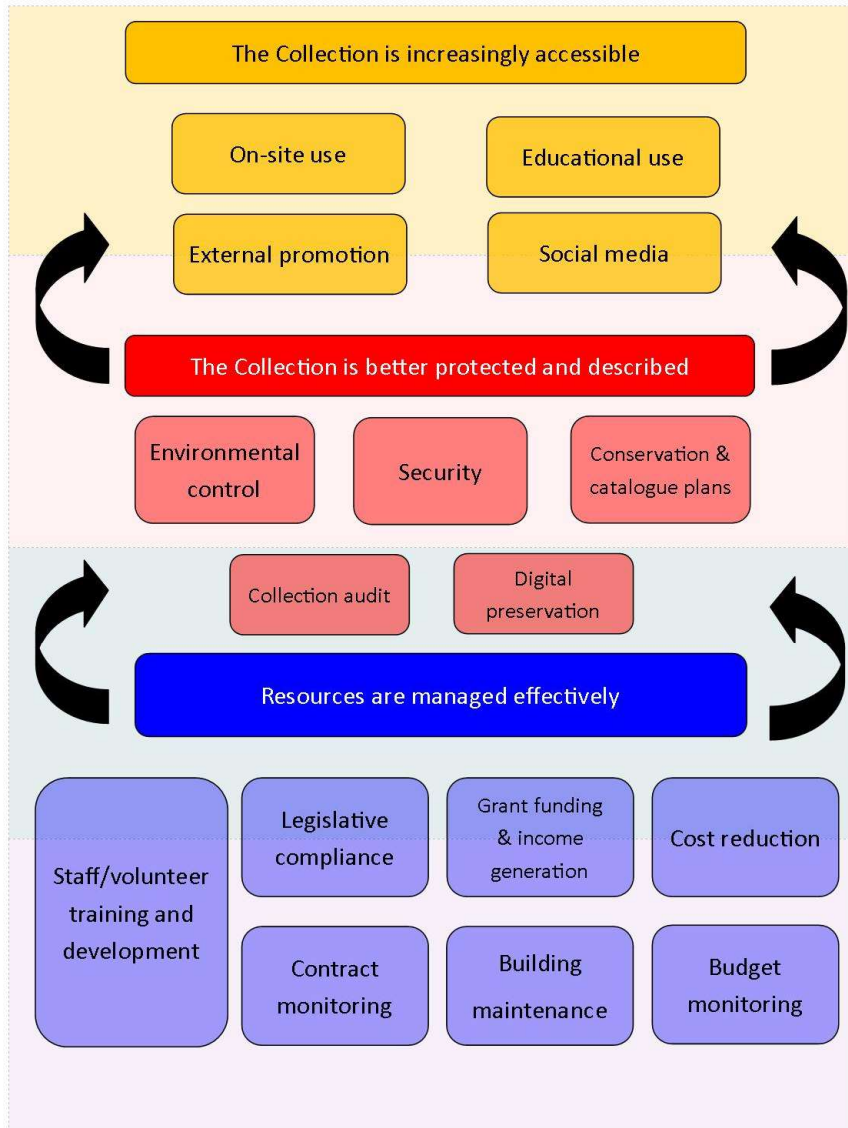 The Collection is increasingly accessible
On-site use
Educational use
External promotion
Social media
The Collection is better protected and described
Environmental
control
Security
Conservation &
catalogue plans
Collection audit
Digital
preservation
Resources are managed effectively
Staff/volunteer
training and
development
Legislative
compliance
Grant funding
& income
generation
Cost reduction
Contract
monitoring
Building
maintenance
Budget
monitoring